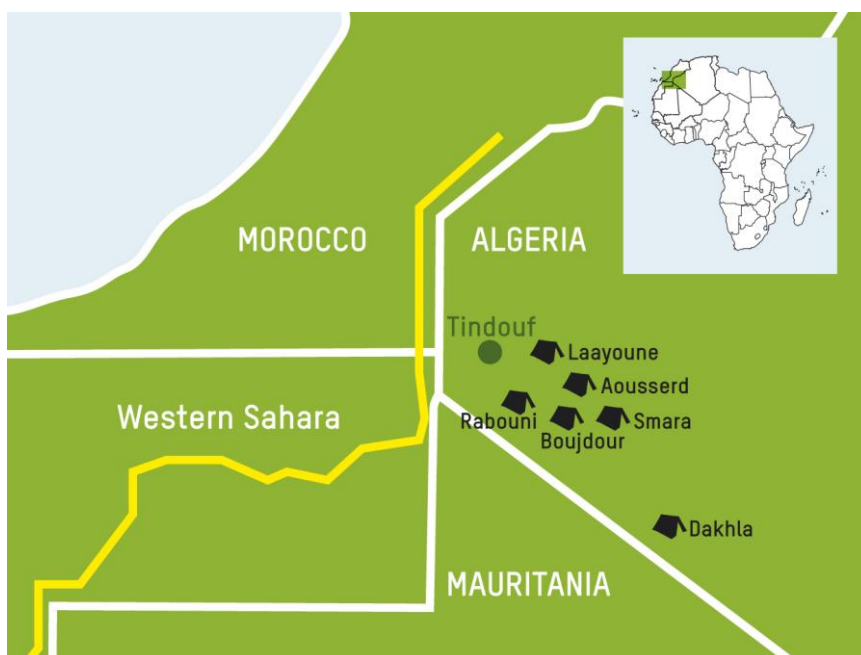 MOROCCO
ALGERIA
Tindouf
Laayoune
Aousserd
Western Sahara
Rabouni
Smara
Boujdour
Dakhla
MAURITANIA